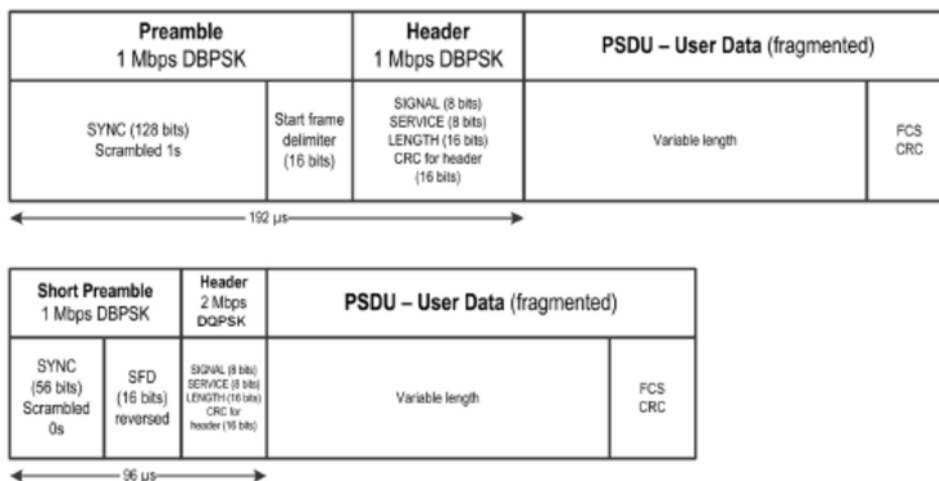 Preamble
1 Mbps DBPSK
Header
1 Mbps DBPSK
PSDU – User Data (fragmented)
SYNC (128 bits)
Scrambled 1s
Start frame
delimiter
(16 bits)
SIGNAL (8 bits)
SERVICE (8 bits)
LENGTH (16 bits)
CRC for header
(16 bits)
Variable length
FCS
CRC
192 μs
Short Preamble
1 Mbps DBPSK
Header
2 Mbps
DQPSK
PSDU – User Data (fragmented)
SYNC
(56 bits)
Scrambled
0s
SFD
(16 bits)
reversed
SIGNAL (8 bits)
SERVICE (8 bits)
LENGTH (16 bits)
CRC for
header (16 bits)
Variable length
FCS
CRC
96 μs